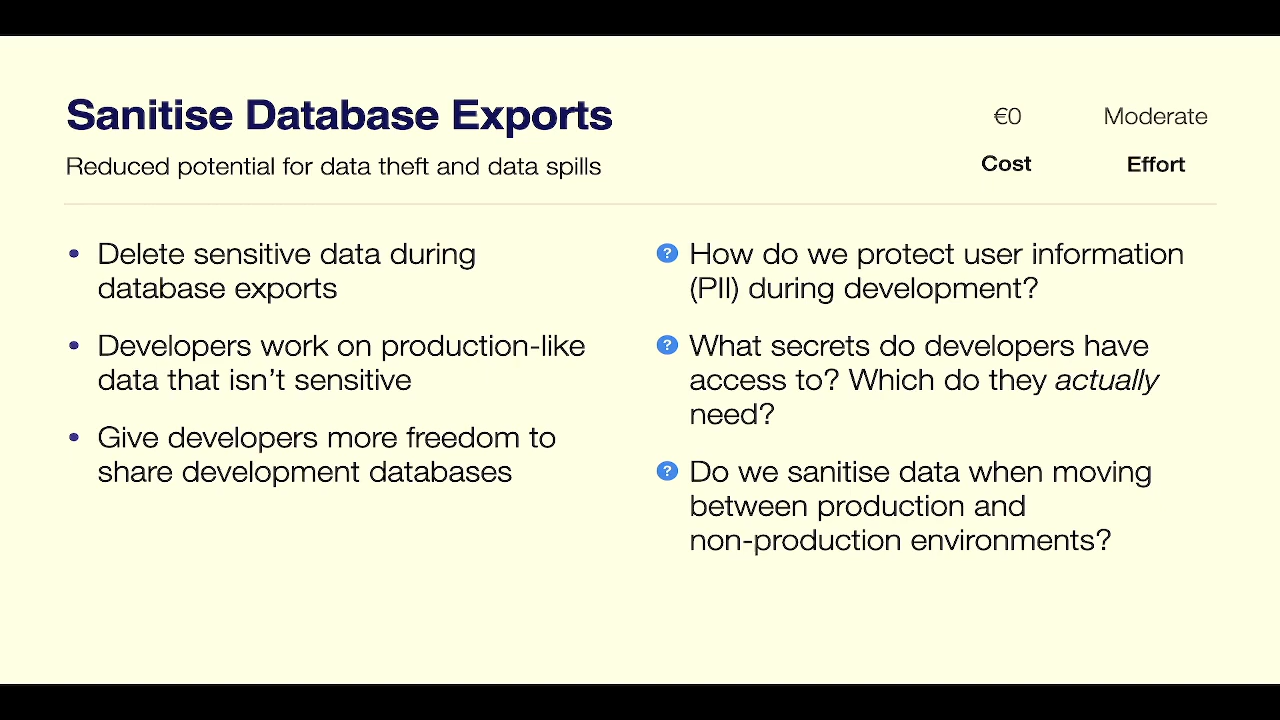 Sanitise Database Exports
Reduced potential for data theft and data spills
€0
Cost
Moderate
Effort
• Delete sensitive data during
database exports
• Developers work on production-like
data that isn’t sensitive
• Give developers more freedom to
share development databases
? How do we protect user information
(PII) during development?
? What secrets do developers have
access to? Which do they actually
need?
? Do we sanitise data when moving
between production and
non-production environments?